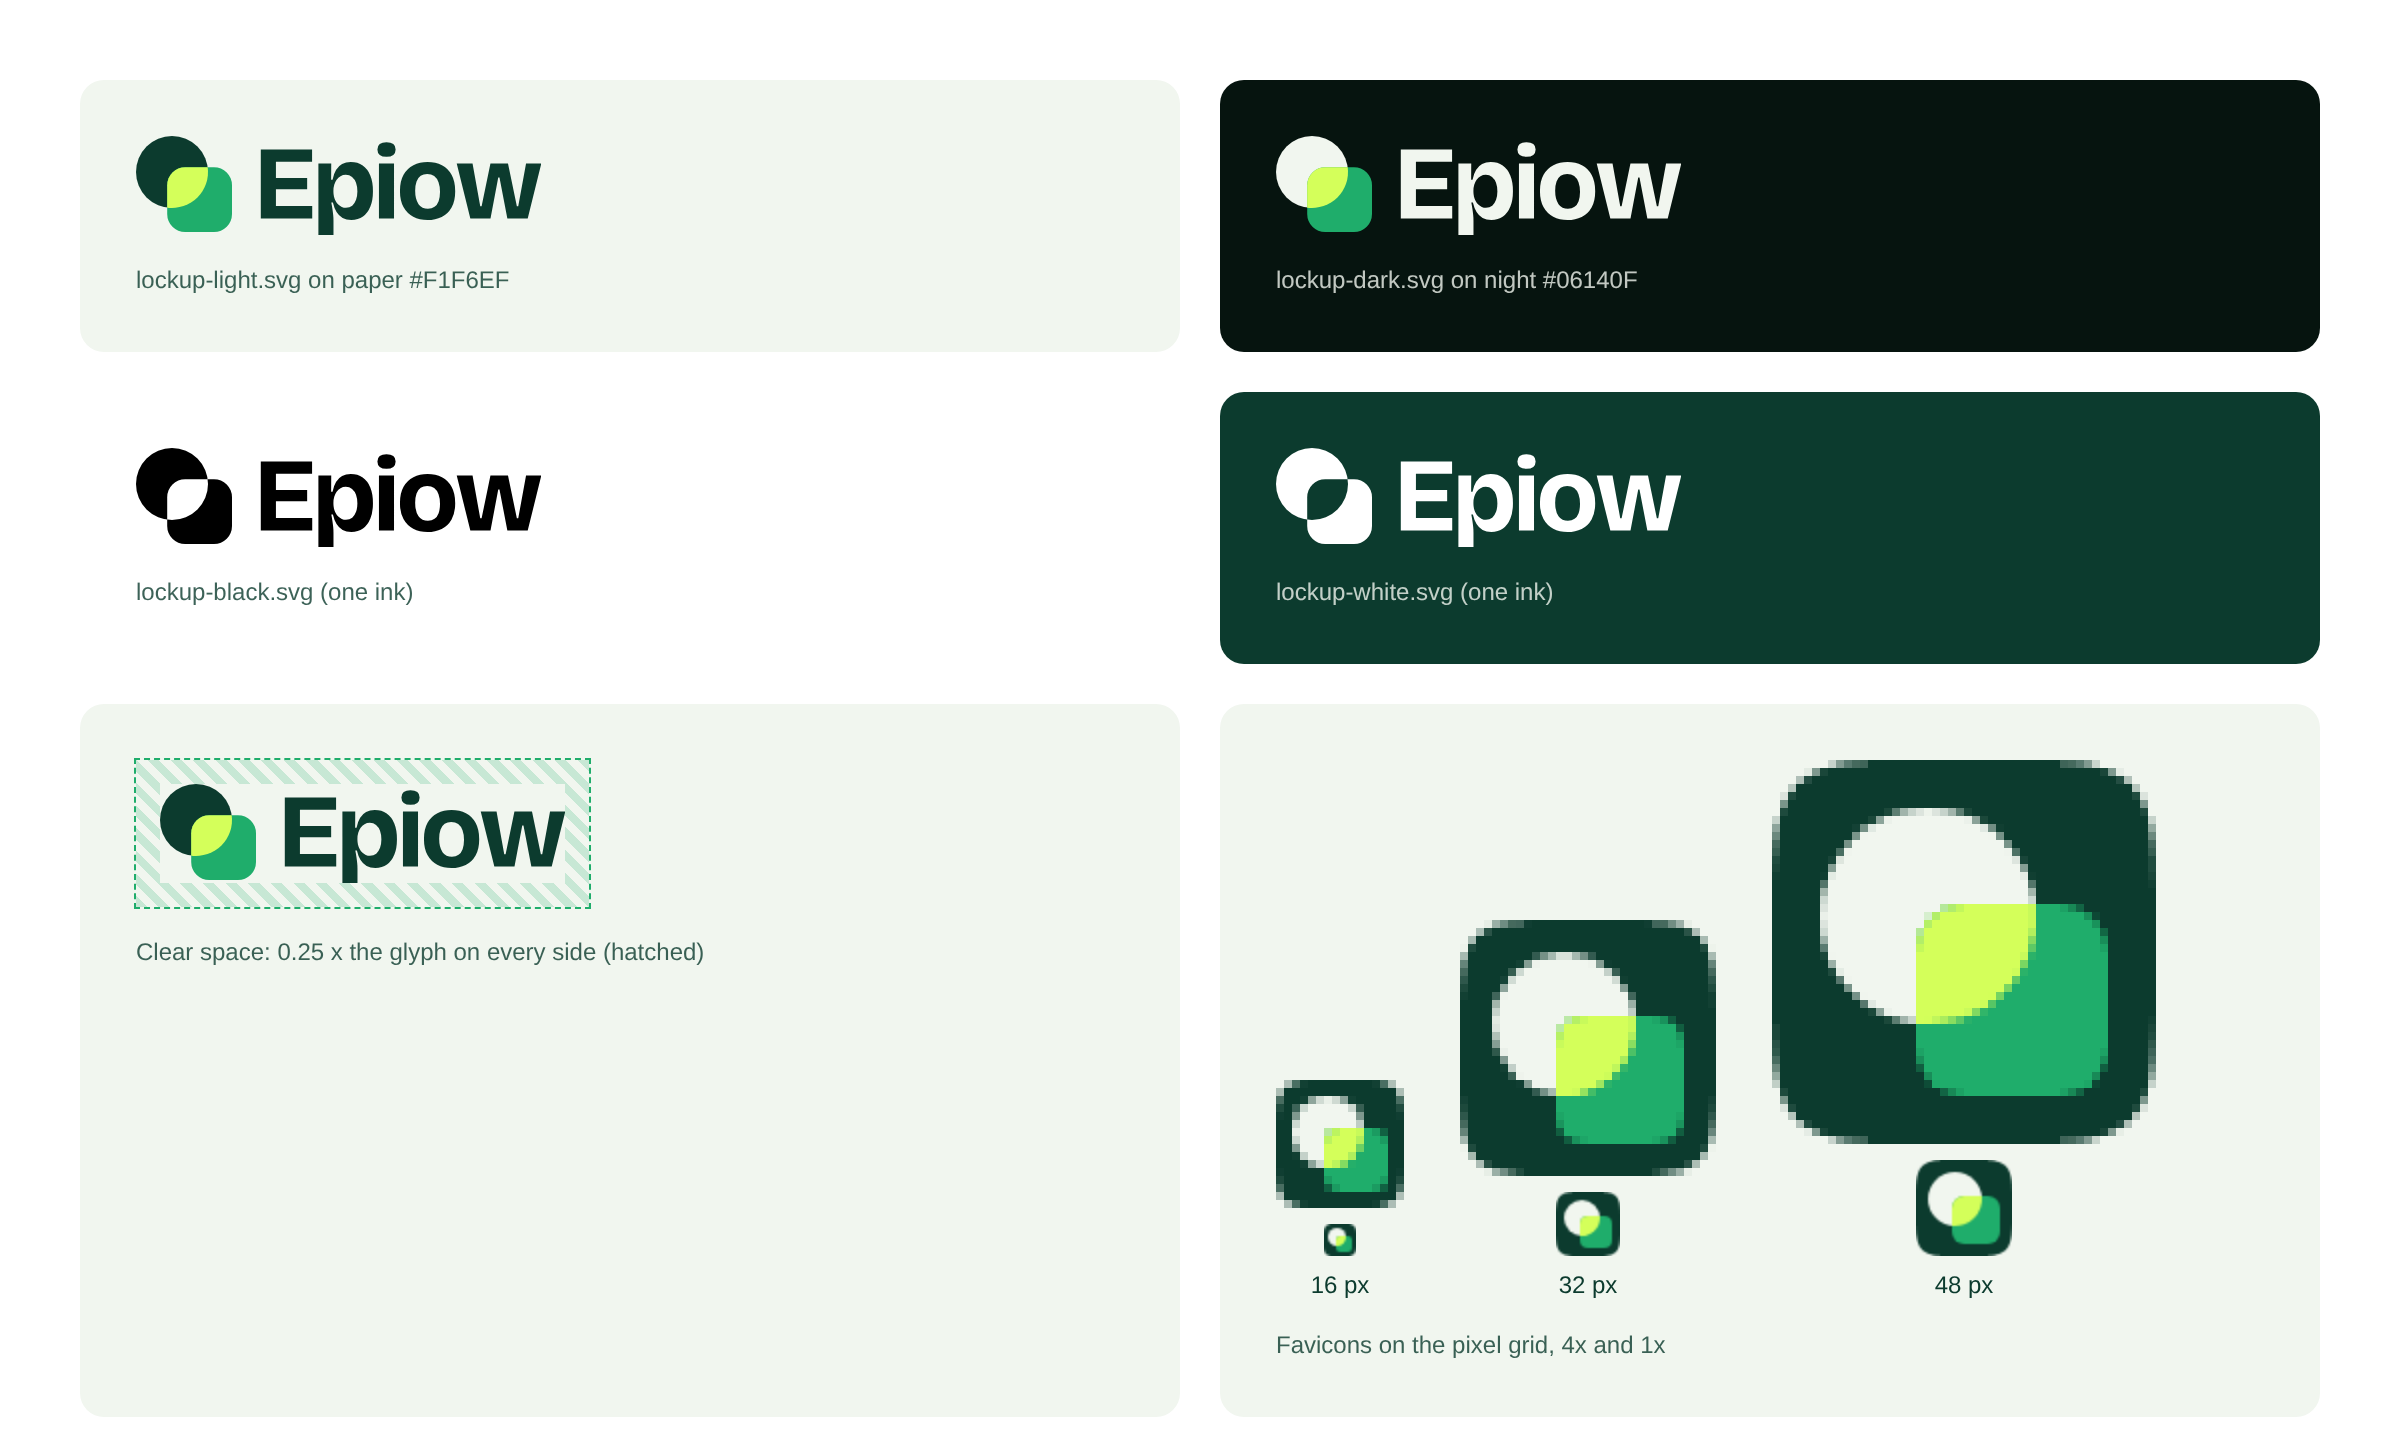 Epiow
lockup-light.svg on paper #F1F6EF
Epiow
lockup-dark.svg on night #06140F
Epiow
lockup-black.svg (one ink)
Epiow
lockup-white.svg (one ink)
Epiow
Clear space: 0.25 x the glyph on every side (hatched)
16 px
32 px
48 px
Favicons on the pixel grid, 4x and 1x